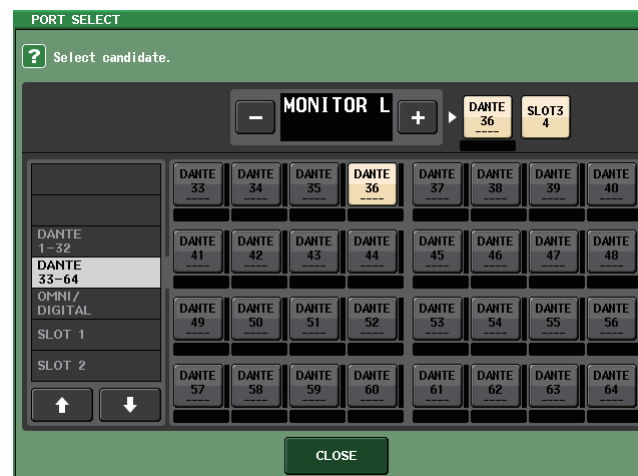 PORT SELECT
? Select candidate.
− MONITOR L + DANTE 36 ---- SLOT3 4
DANTE 33 ---- DANTE 34 ---- DANTE 35 ---- DANTE 36 ---- DANTE 37 ---- DANTE 38 ---- DANTE 39 ---- DANTE 40 ----
DANTE 41 ---- DANTE 42 ---- DANTE 43 ---- DANTE 44 ---- DANTE 45 ---- DANTE 46 ---- DANTE 47 ---- DANTE 48 ----
DANTE 49 ---- DANTE 50 ---- DANTE 51 ---- DANTE 52 ---- DANTE 53 ---- DANTE 54 ---- DANTE 55 ---- DANTE 56 ----
DANTE 57 ---- DANTE 58 ---- DANTE 59 ---- DANTE 60 ---- DANTE 61 ---- DANTE 62 ---- DANTE 63 ---- DANTE 64 ----
DANTE
1-32
DANTE
33-64
OMNI/
DIGITAL
SLOT 1
SLOT 2
CLOSE